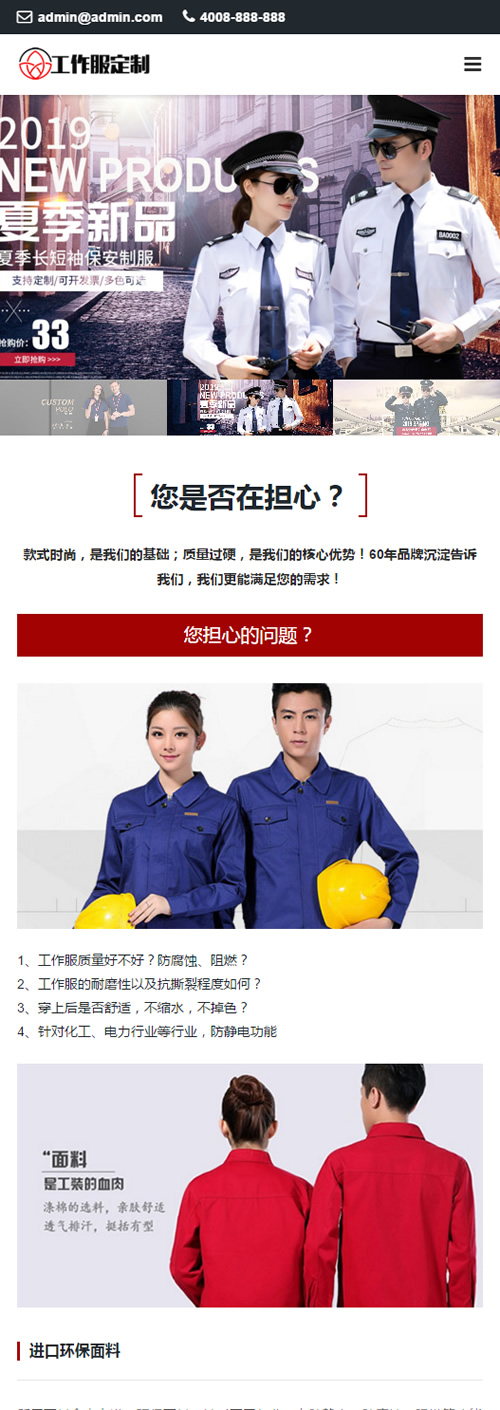 admin@admin.com 4008-888-888
工作服定制
2019
NEW PRODUCTS
夏季新品
夏季长短袖保安制服
支持定制/可开发票/多色可选
抢购价：33
立即抢购 >>>
BA0002
CUSTOM
POLO
2019
NEW PRODUCTS
夏季新品
33
您是否在担心？
款式时尚，是我们的基础；质量过硬，是我们的核心优势！60年品牌沉淀告诉
我们，我们更能满足您的需求！
您担心的问题？
1、工作服质量好不好？防腐蚀、阻燃？
2、工作服的耐磨性以及抗撕裂程度如何？
3、穿上后是否舒适，不缩水，不掉色？
4、针对化工、电力行业等行业，防静电功能
“面料
是工装的血肉
涤棉的选料，亲肤舒适
透气排汗，挺括有型
进口环保面料